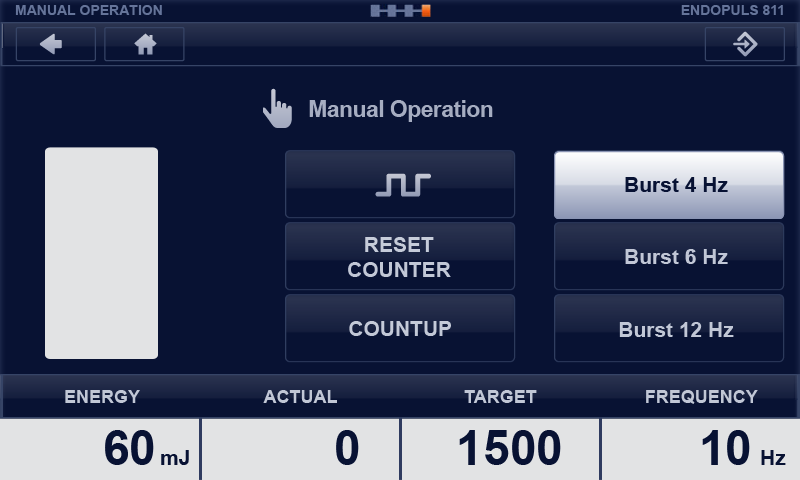 MANUAL OPERATION
ENDOPULS 811
Manual Operation
Burst 4 Hz
RESET
COUNTER
Burst 6 Hz
COUNTUP
Burst 12 Hz
ENERGY
ACTUAL
TARGET
FREQUENCY
60 mJ
0
1500
10 Hz